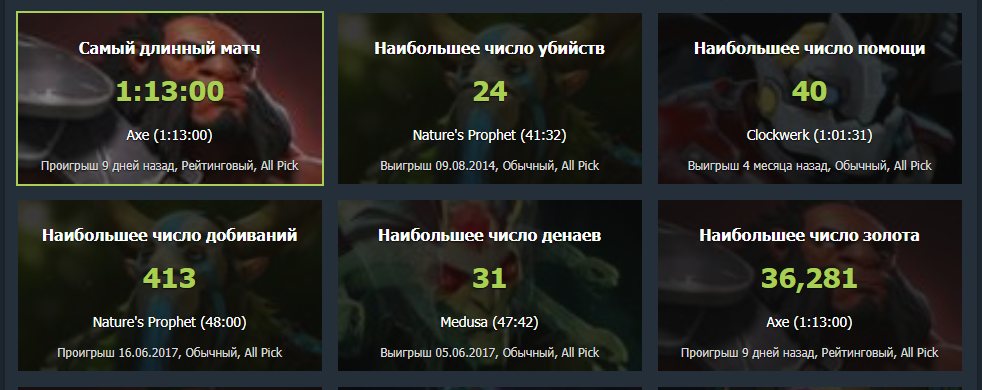 Самый длинный матч
1:13:00
Axe (1:13:00)
Проигрыш 9 дней назад, Рейтинговый, All Pick
Наибольшее число убийств
24
Nature's Prophet (41:32)
Выигрыш 09.08.2014, Обычный, All Pick
Наибольшее число помощи
40
Clockwerk (1:01:31)
Выигрыш 4 месяца назад, Обычный, All Pick
Наибольшее число добиваний
413
Nature's Prophet (48:00)
Проигрыш 16.06.2017, Обычный, All Pick
Наибольшее число денаев
31
Medusa (47:42)
Выигрыш 05.06.2017, Обычный, All Pick
Наибольшее число золота
36,281
Axe (1:13:00)
Проигрыш 9 дней назад, Рейтинговый, All Pick